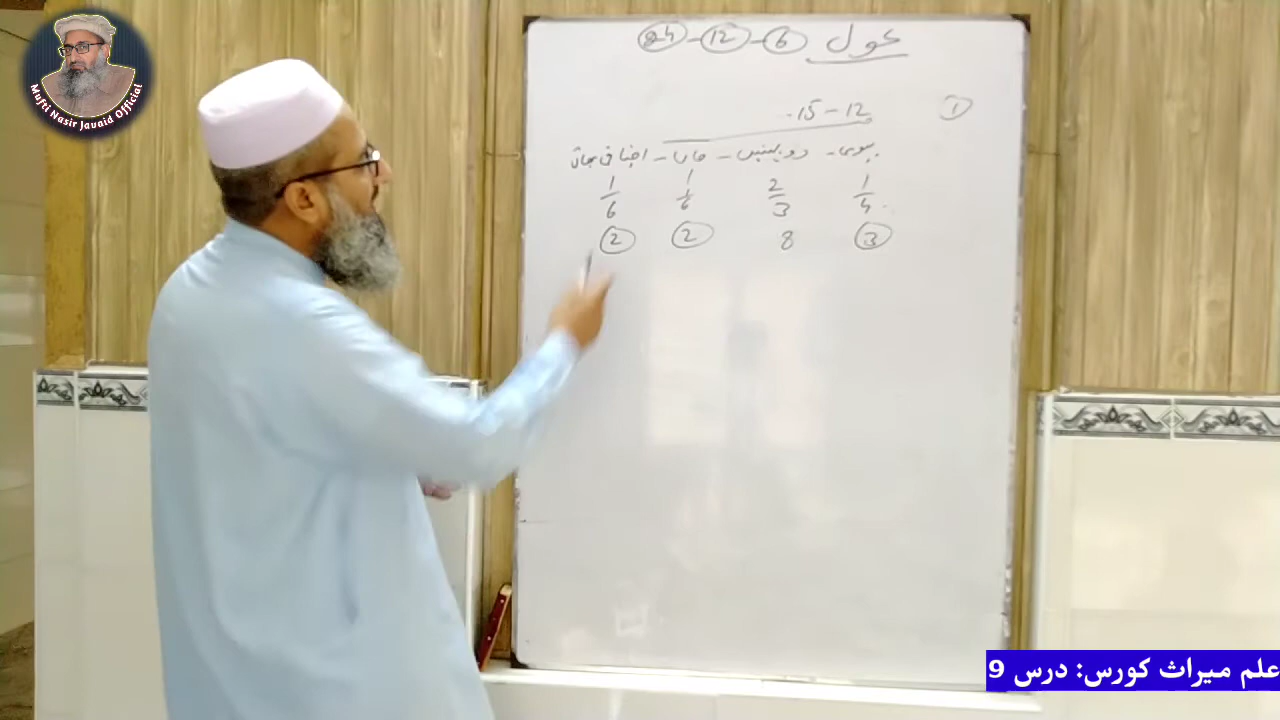 عول 6 - 12 - 24
① 12 - 15
بیوی - دو بہنیں - ماں - اخیافی بھائی
1/4 2/3 1/6 1/6
3 8 2 2
Mufti Nasir Javaid Official
علم میراث کورس: درس 9